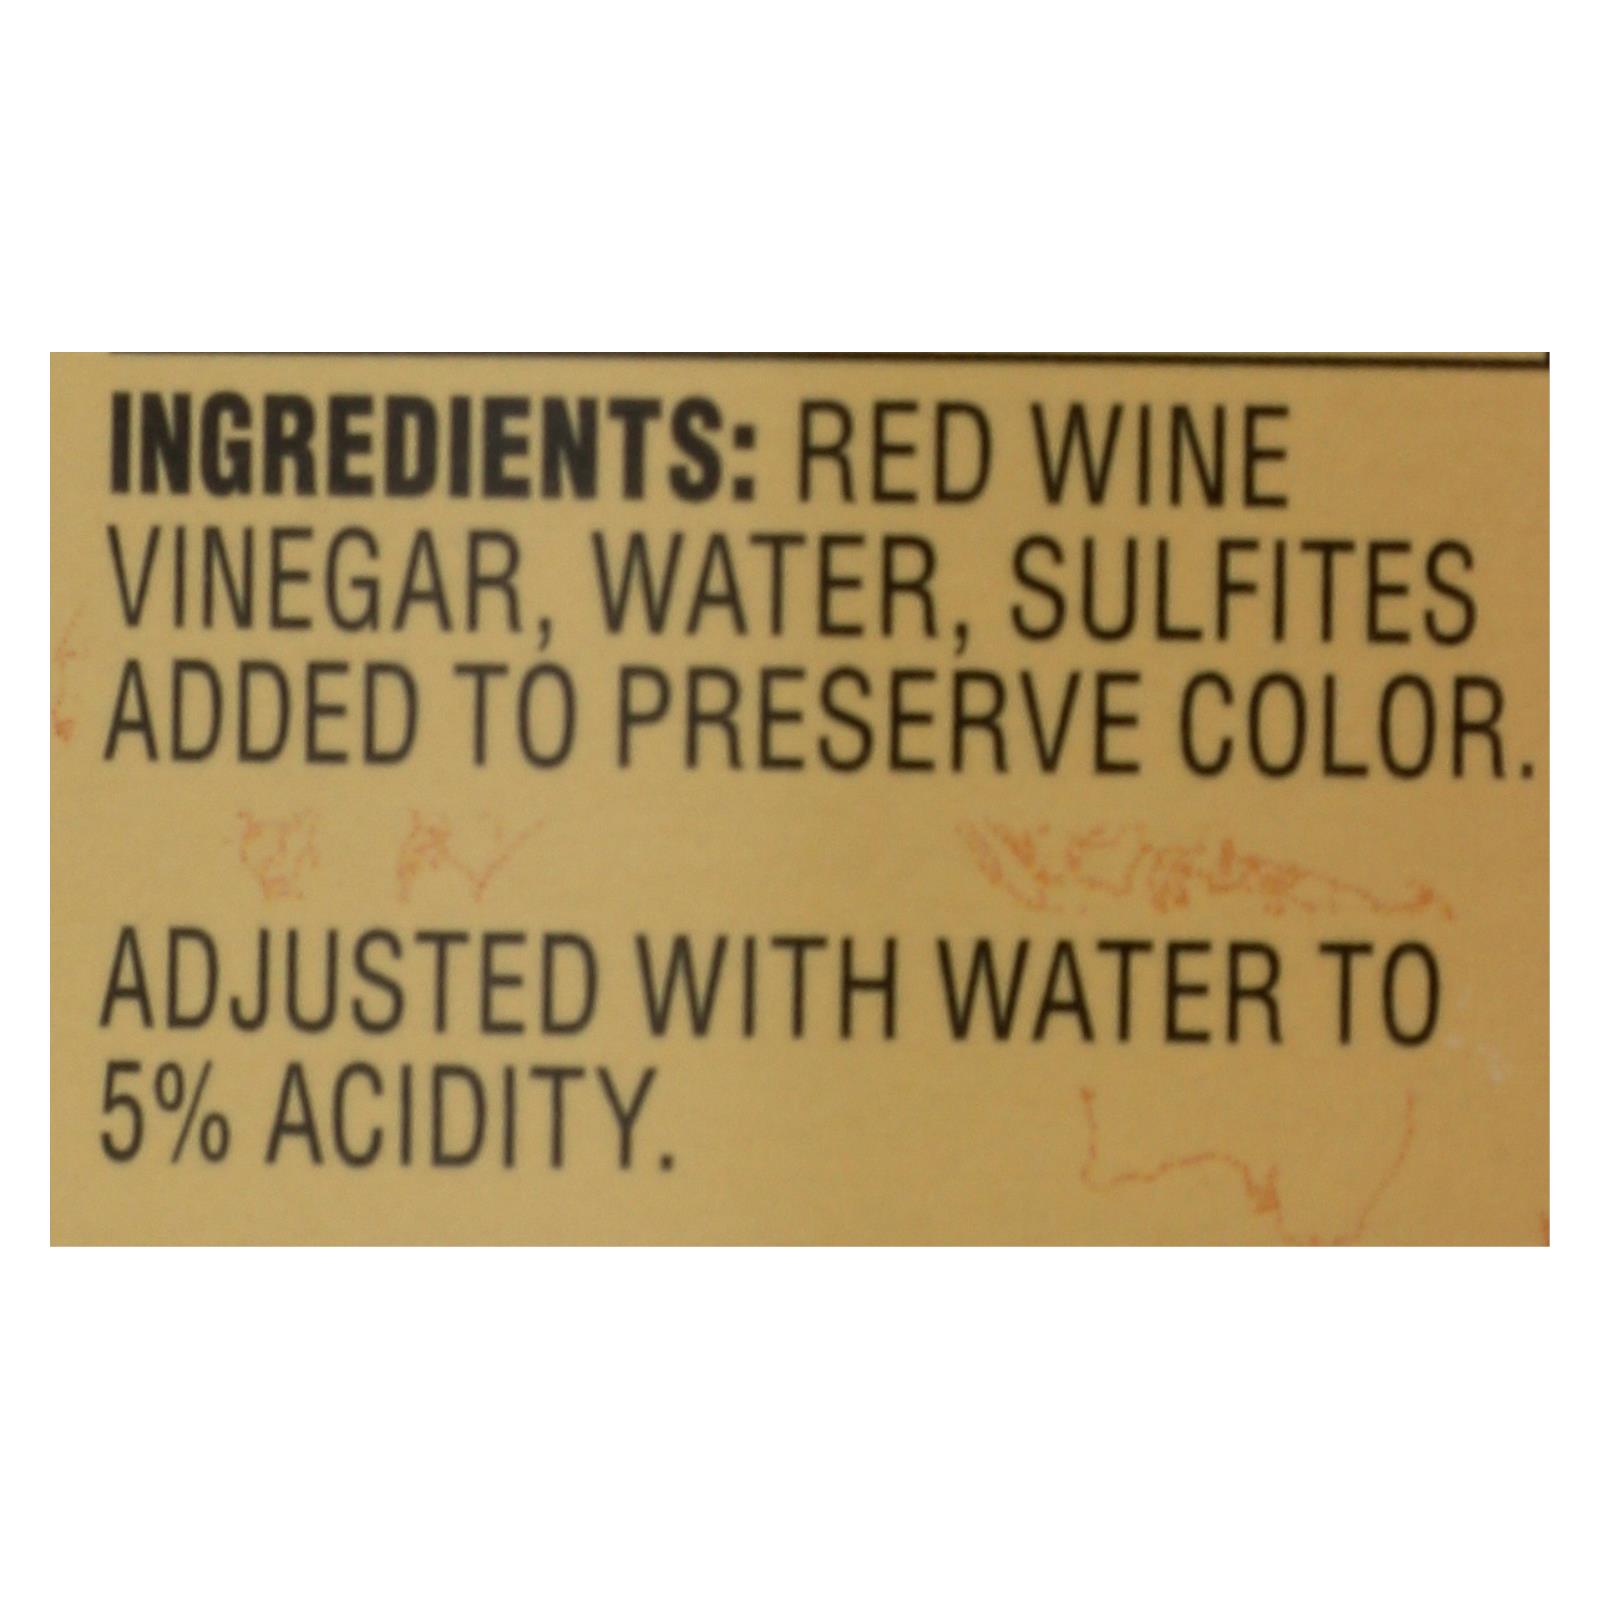 INGREDIENTS: RED WINE
VINEGAR, WATER, SULFITES
ADDED TO PRESERVE COLOR.
ADJUSTED WITH WATER TO
5% ACIDITY.